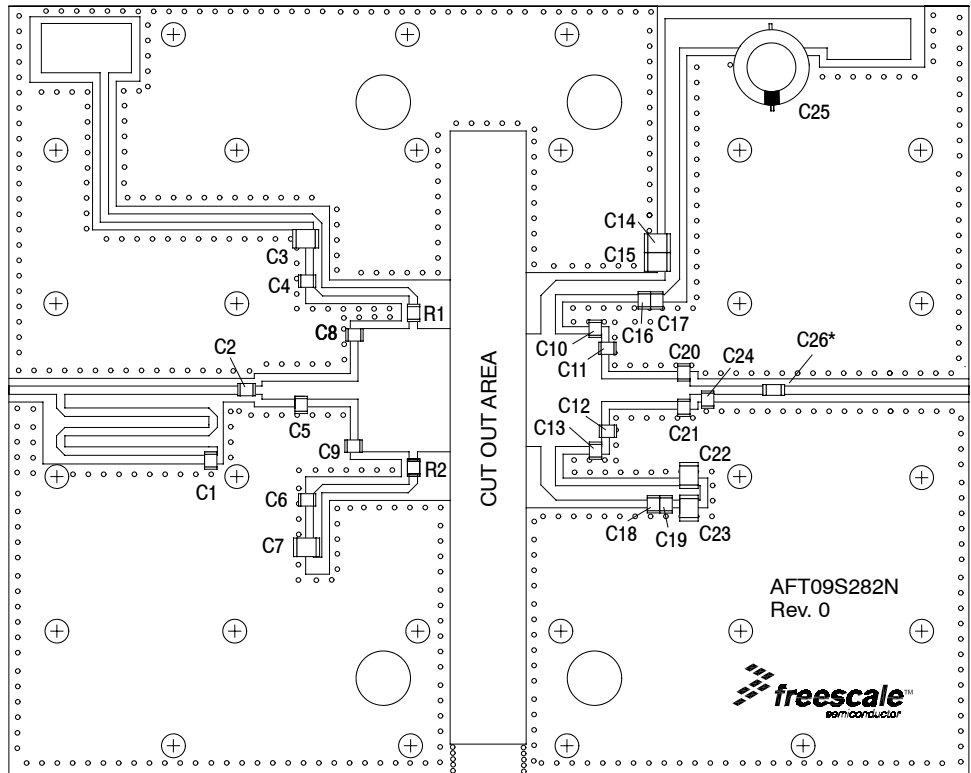 C25
C14
C15
C3
C4
R1
C16
C17
C8
C10
C11
C2
C20
C24
C26*
C5
C12
C21
C13
C9
C22
C1
R2
C6
C7
C18
C19
C23
CUT OUT AREA
AFT09S282N
Rev. 0
freescale™
semiconductor